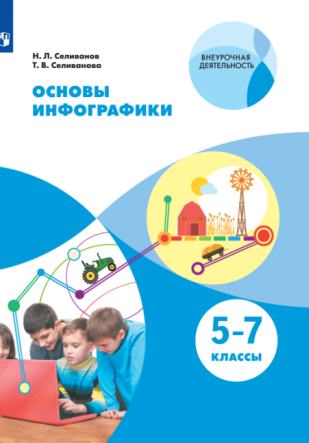 Н. Л. Селиванов
Т. В. Селиванова
ВНЕУРОЧНАЯ
ДЕЯТЕЛЬНОСТЬ
ОСНОВЫ
ИНФОГРАФИКИ
5–7
КЛАССЫ